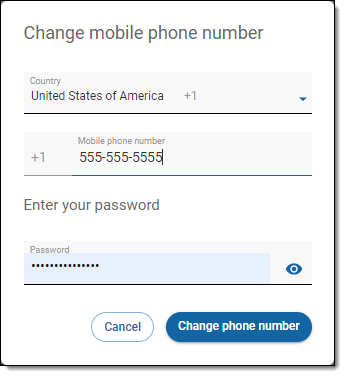 Change mobile phone number
Country
United States of America +1
Mobile phone number
+1 555-555-5555
Enter your password
Password
•••••••••••••••
Cancel Change phone number